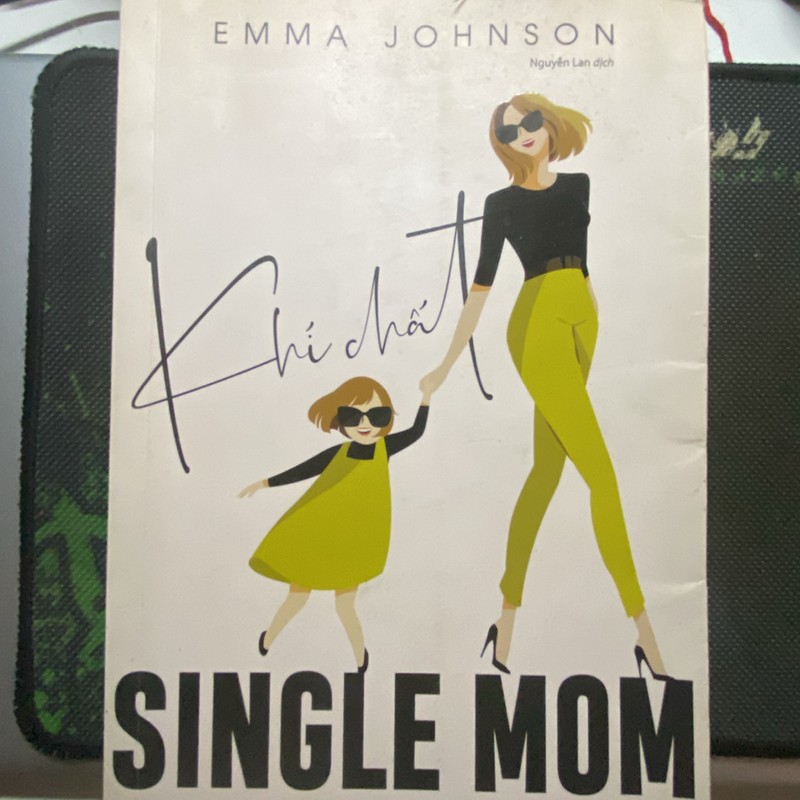 EMMA JOHNSON
Nguyễn Lan dịch
Khí chất
SINGLE MOM